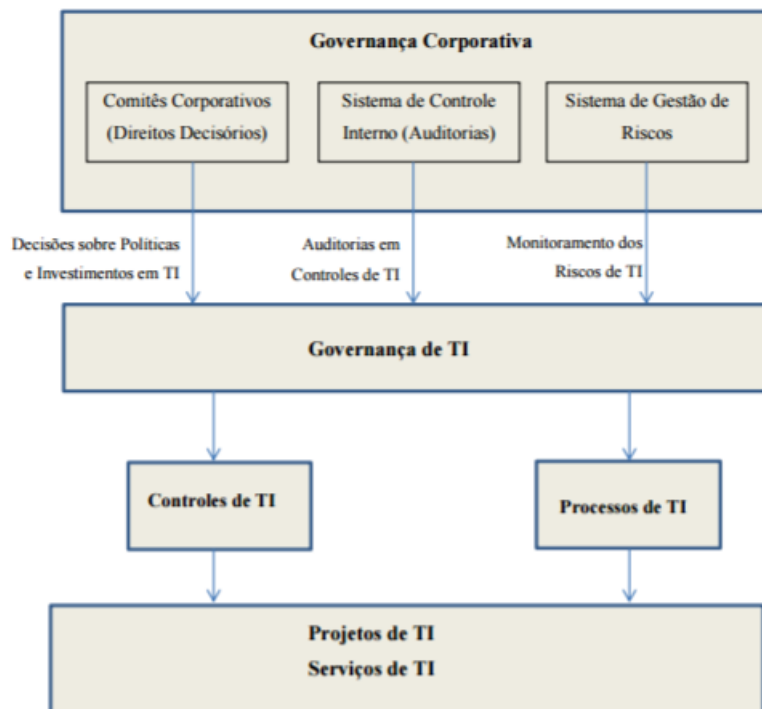 Governança Corporativa
Comitês Corporativos
(Direitos Decisórios)
Sistema de Controle
Interno (Auditorias)
Sistema de Gestão de
Riscos
Decisões sobre Políticas
e Investimentos em TI
Auditorias em
Controles de TI
Monitoramento dos
Riscos de TI
Governança de TI
Controles de TI
Processos de TI
Projetos de TI
Serviços de TI